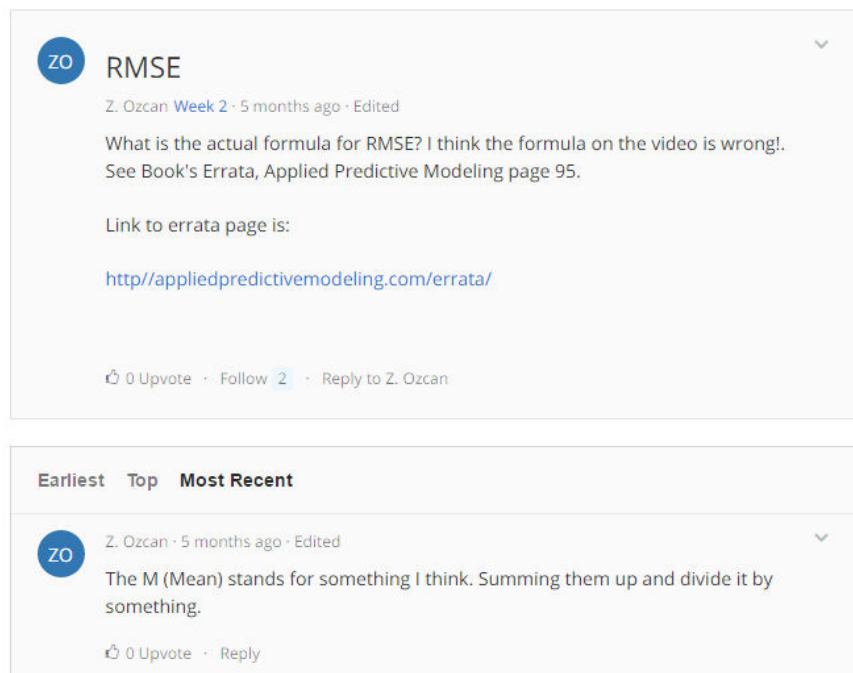 ZO
RMSE
Z. Ozcan Week 2 · 5 months ago · Edited
What is the actual formula for RMSE? I think the formula on the video is wrong!.
See Book's Errata, Applied Predictive Modeling page 95.
Link to errata page is:
http//appliedpredictivemodeling.com/errata/
0 Upvote · Follow 2 · Reply to Z. Ozcan
Earliest Top Most Recent
ZO
Z. Ozcan · 5 months ago · Edited
The M (Mean) stands for something I think. Summing them up and divide it by
something.
0 Upvote · Reply